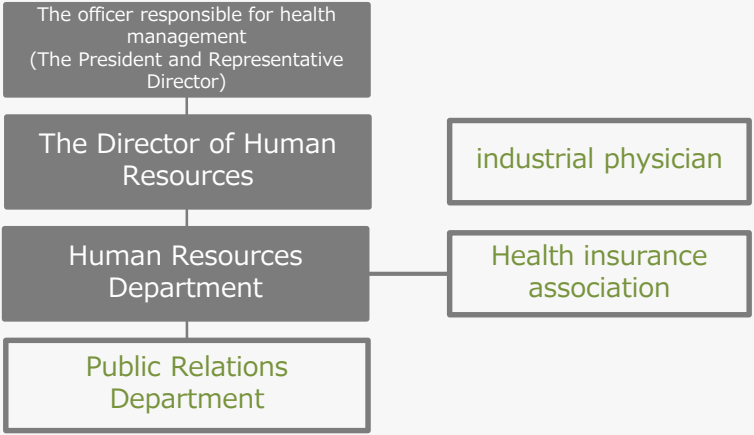 The officer responsible for health
management
(The President and Representative
Director)
The Director of Human
Resources
industrial physician
Human Resources
Department
Health insurance
association
Public Relations
Department